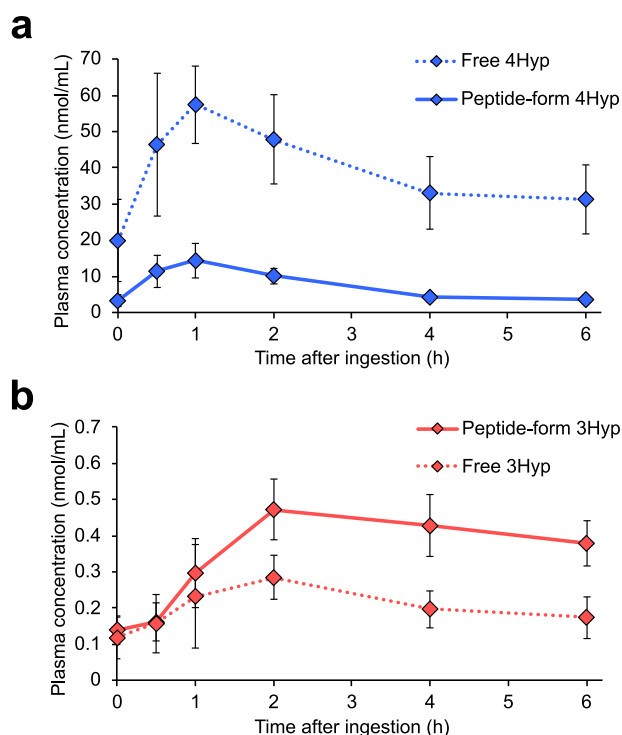 a
Plasma concentration (nmol/mL)
70
60
50
40
30
20
10
0
Free 4Hyp
Peptide-form 4Hyp
0 1 2 3 4 5 6
Time after ingestion (h)
b
Plasma concentration (nmol/mL)
0.7
0.6
0.5
0.4
0.3
0.2
0.1
0
Peptide-form 3Hyp
Free 3Hyp
0 1 2 3 4 5 6
Time after ingestion (h)